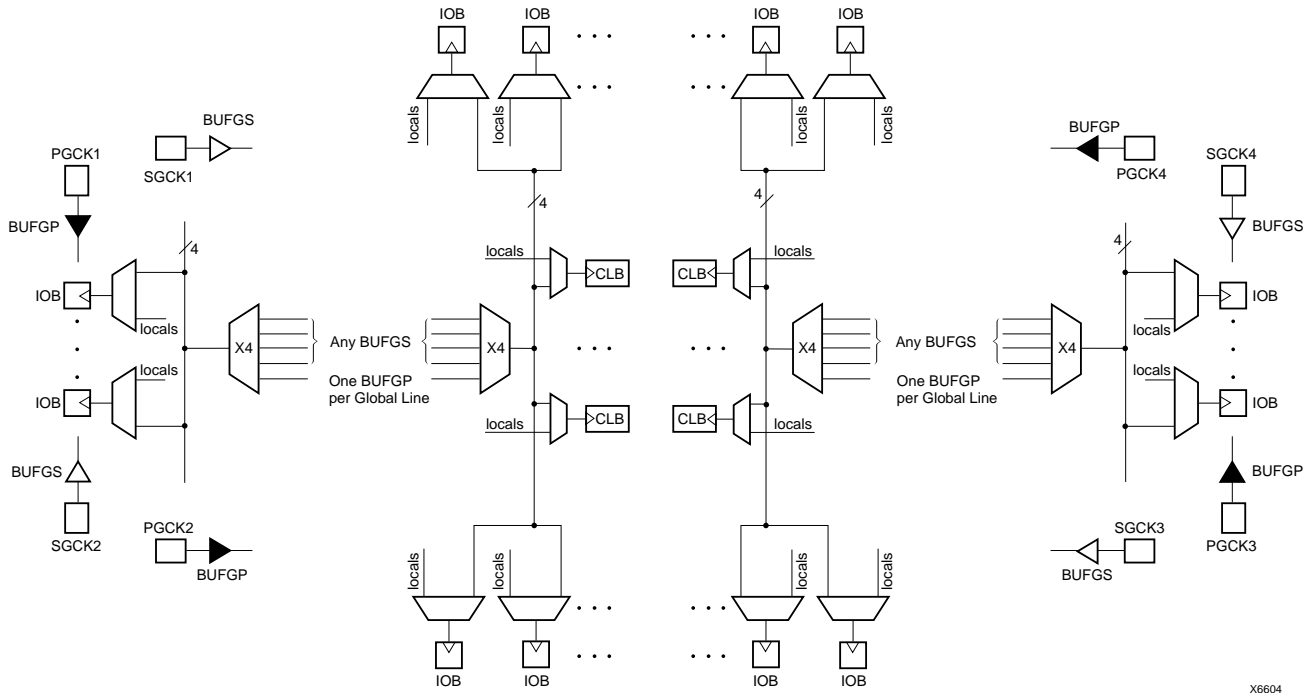 IOB IOB IOB IOB
locals locals locals locals
BUFGS
PGCK1
SGCK1
BUFGP
PGCK4
SGCK4
BUFGP
BUFGS
4 4 4 4
locals locals
CLB CLB
IOB IOB
locals locals
X4 Any BUFGS X4 X4 Any BUFGS X4
One BUFGP
per Global Line
One BUFGP
per Global Line
locals locals
IOB IOB
CLB CLB
locals locals
BUFGS
BUFGP
SGCK2
PGCK2
BUFGP
SGCK3
BUFGS
PGCK3
locals locals locals locals
IOB IOB IOB IOB
X6604